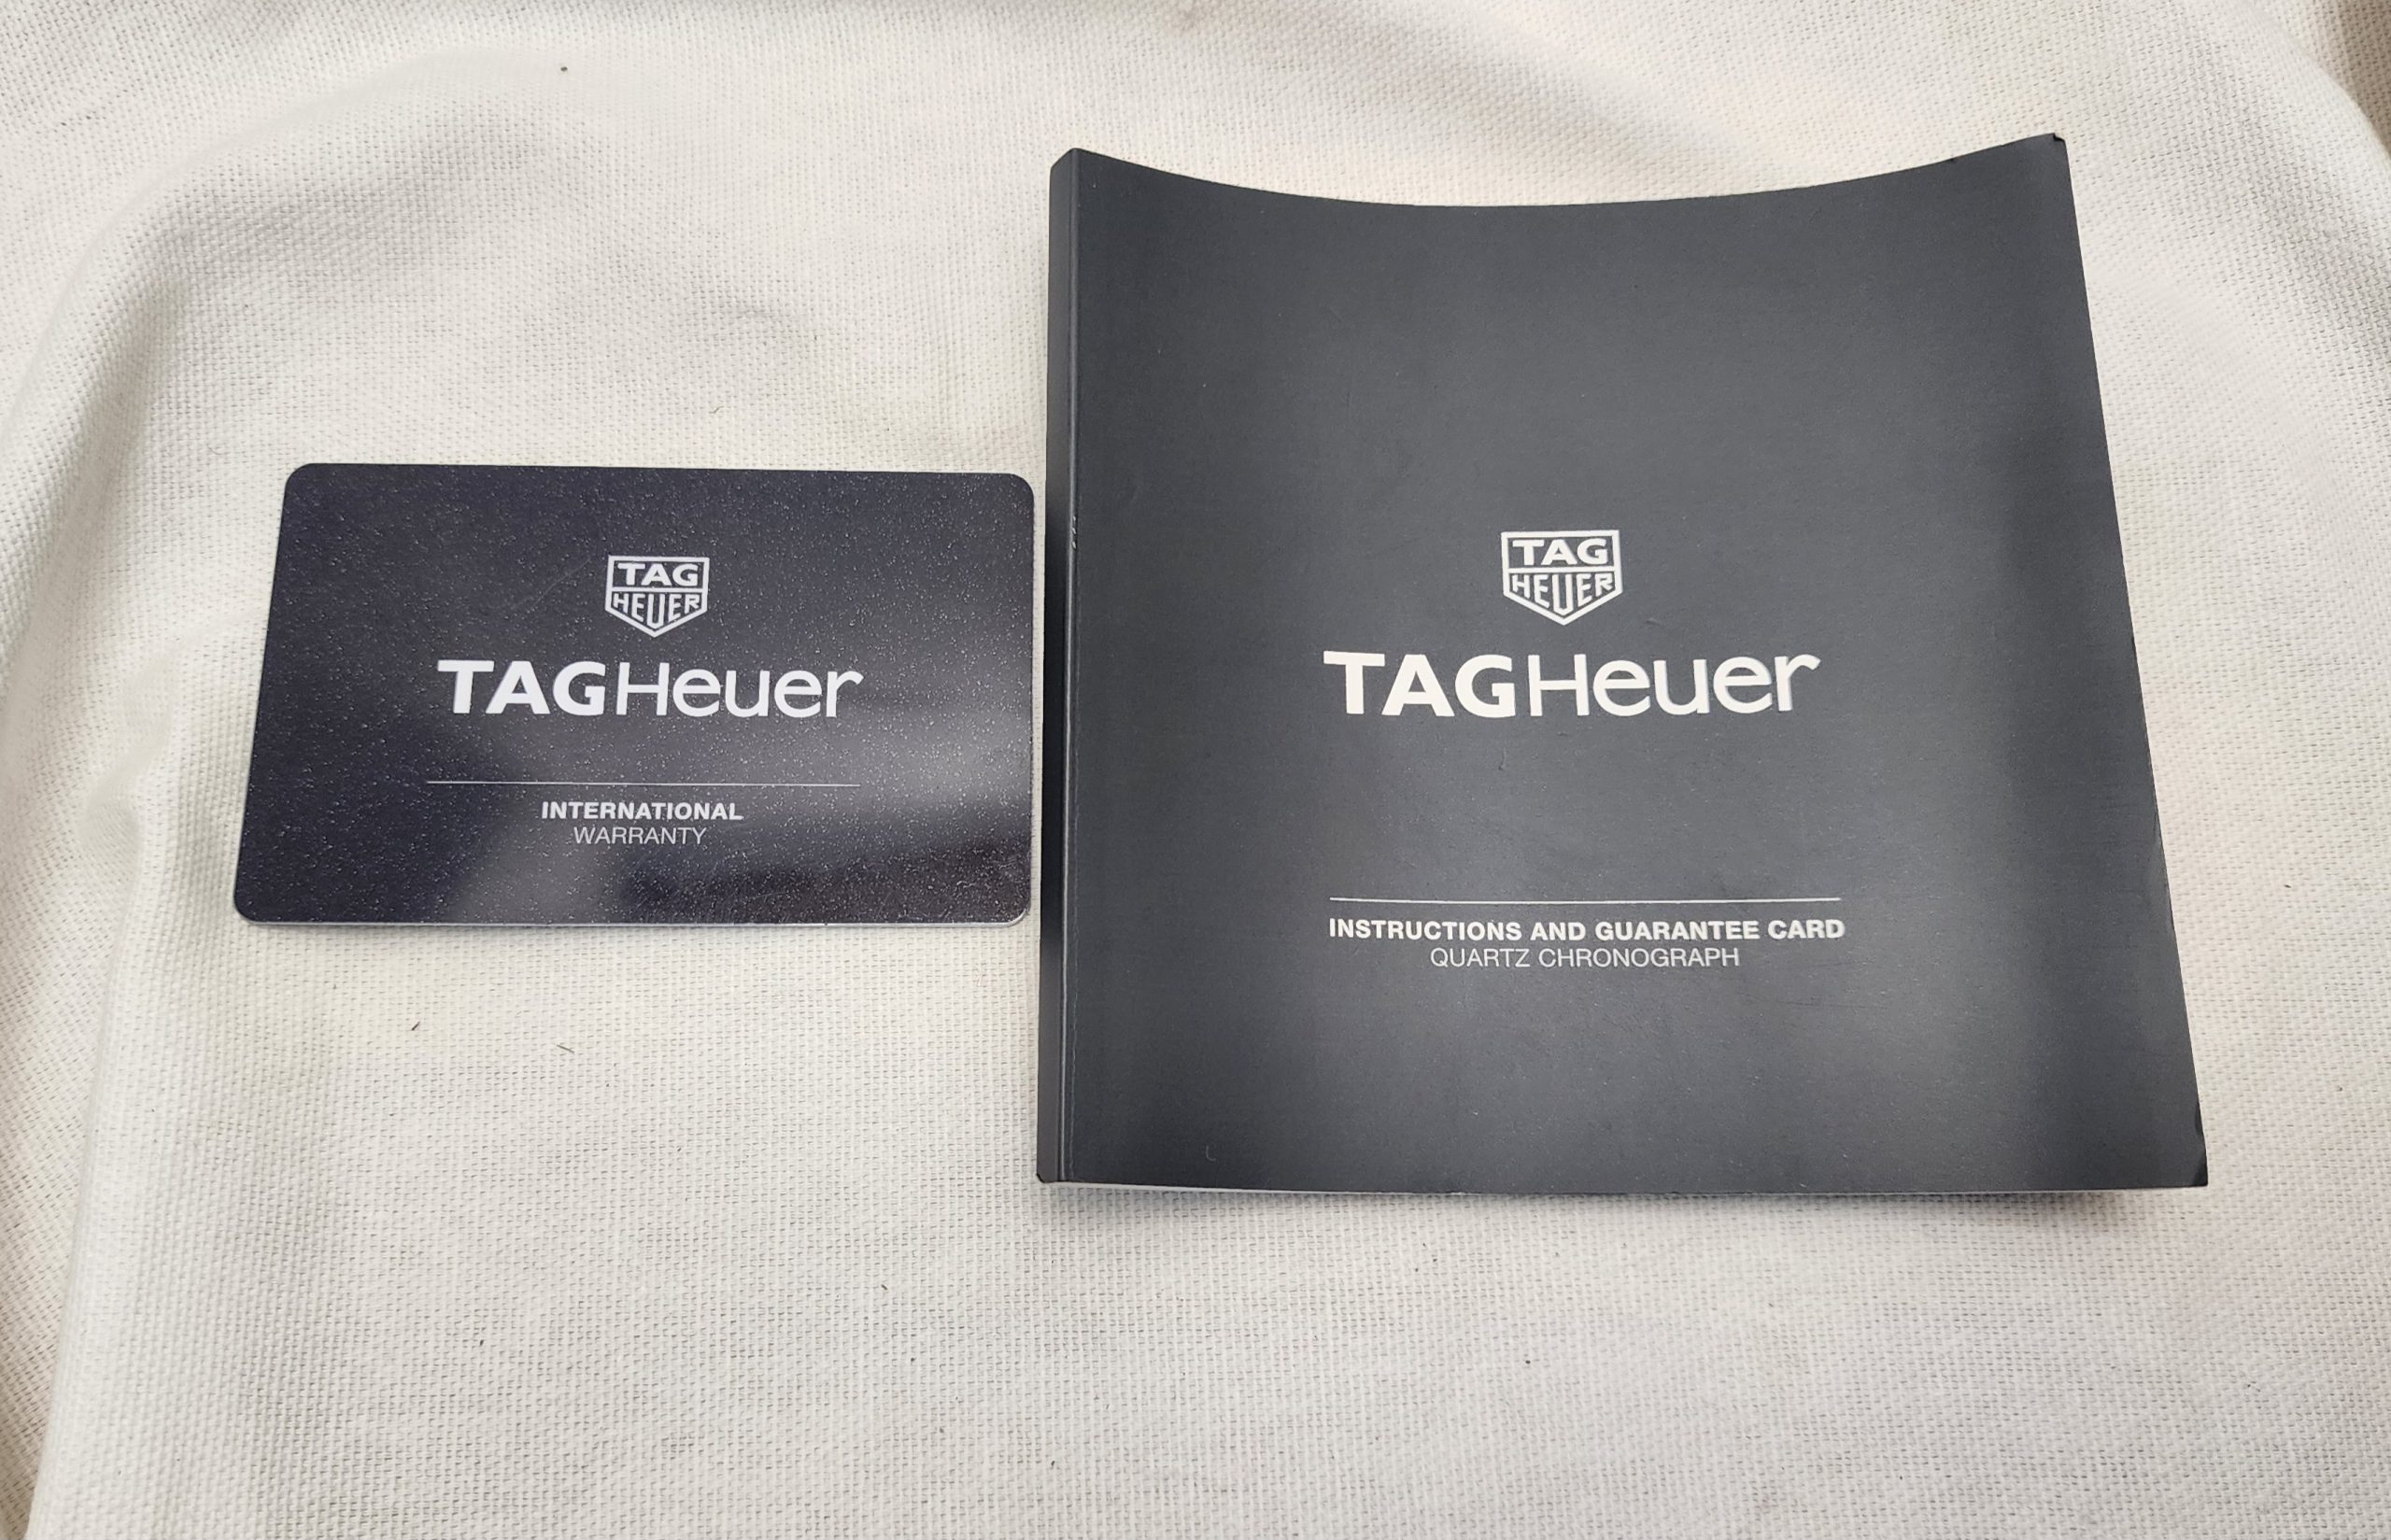 TAG
HEUER
TAGHeuer
INTERNATIONAL
WARRANTY
TAG
HEUER
TAGHeuer
INSTRUCTIONS AND GUARANTEE CARD
QUARTZ CHRONOGRAPH